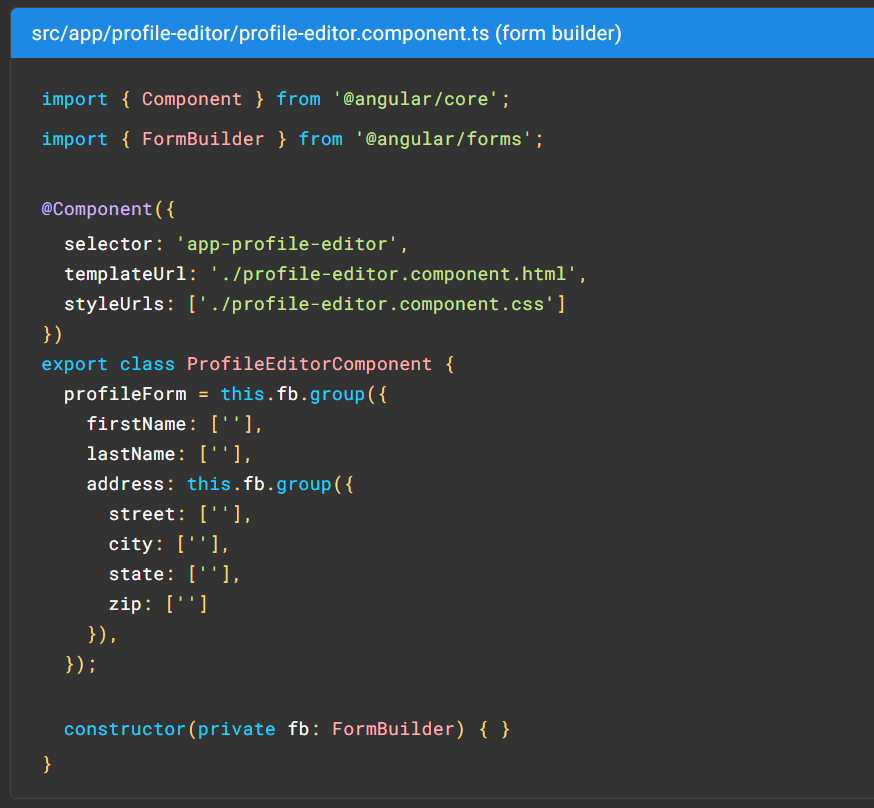 src/app/profile-editor/profile-editor.component.ts (form builder)
import { Component } from '@angular/core';
import { FormBuilder } from '@angular/forms';
@Component({
  selector: 'app-profile-editor',
  templateUrl: './profile-editor.component.html',
  styleUrls: ['./profile-editor.component.css']
})
export class ProfileEditorComponent {
  profileForm = this.fb.group({
    firstName: [''],
    lastName: [''],
    address: this.fb.group({
      street: [''],
      city: [''],
      state: [''],
      zip: ['']
    }),
  });
  constructor(private fb: FormBuilder) { }
}